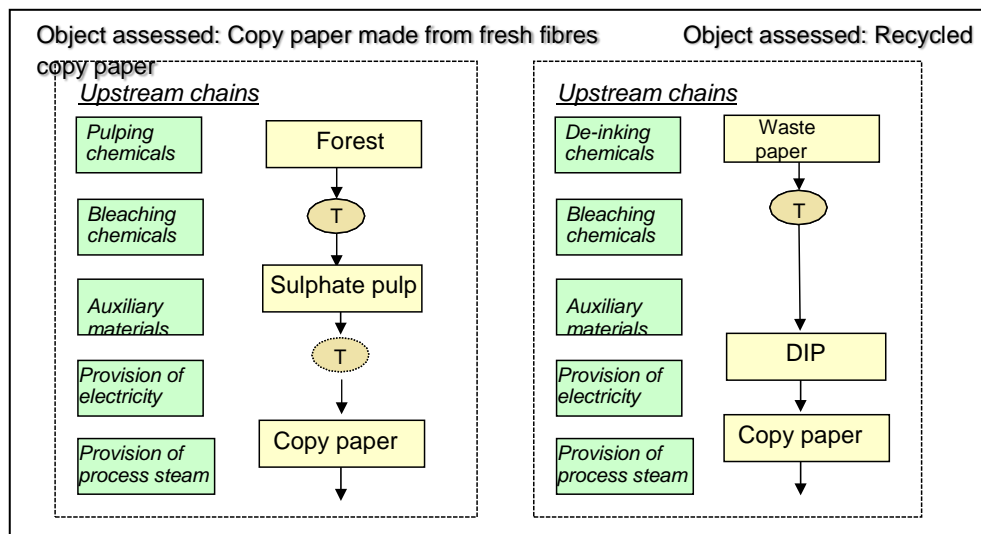 Object assessed: Copy paper made from fresh fibres Object assessed: Recycled
copy paper
Upstream chains
Pulping
chemicals
Forest
T
Bleaching
chemicals
Sulphate pulp
Auxiliary
materials
T
Provision of
electricity
Copy paper
Provision of
process steam
Upstream chains
De-inking
chemicals
Waste
paper
T
Bleaching
chemicals
Auxiliary
materials
DIP
Provision of
electricity
Copy paper
Provision of
process steam